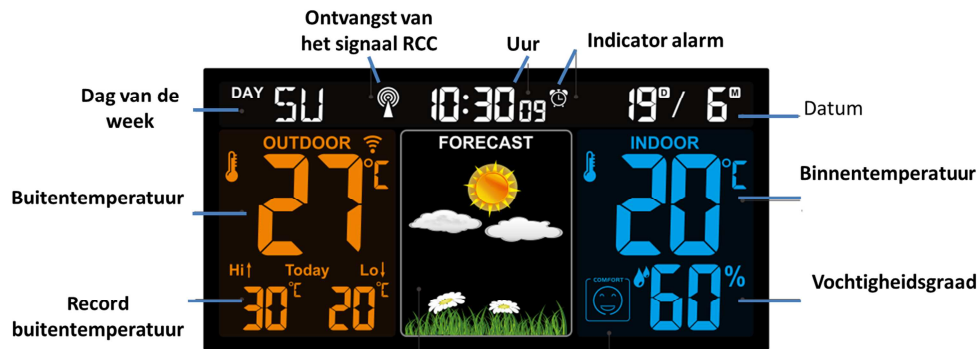 Ontvangst van
het signaal RCC
Uur
Indicator alarm
Dag van de
week
DAY SU 10:30 09 19 D / 6 M
Datum
OUTDOOR
FORECAST
INDOOR
Buitentemperatuur
27 °C
20 °C
Binnentemperatuur
Hi↑ Today Lo↓
30 °C 20 °C
COMFORT
60 %
Vochtigheidsgraad
Record
buitentemperatuur